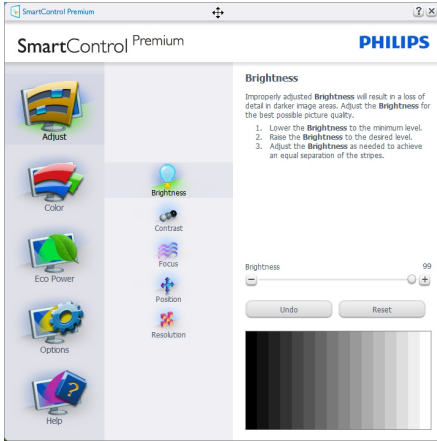 SmartControl Premium
SmartControl Premium
PHILIPS
Adjust
Color
Eco Power
Options
Help
Brightness
Contrast
Focus
Position
Resolution
Brightness
Improperly adjusted Brightness will result in a loss of
detail in darker image areas. Adjust the Brightness for
the best possible picture quality.
1. Lower the Brightness to the minimum level.
2. Raise the Brightness to the desired level.
3. Adjust the Brightness as needed to achieve
an equal separation of the stripes.
Brightness 99
Undo Reset